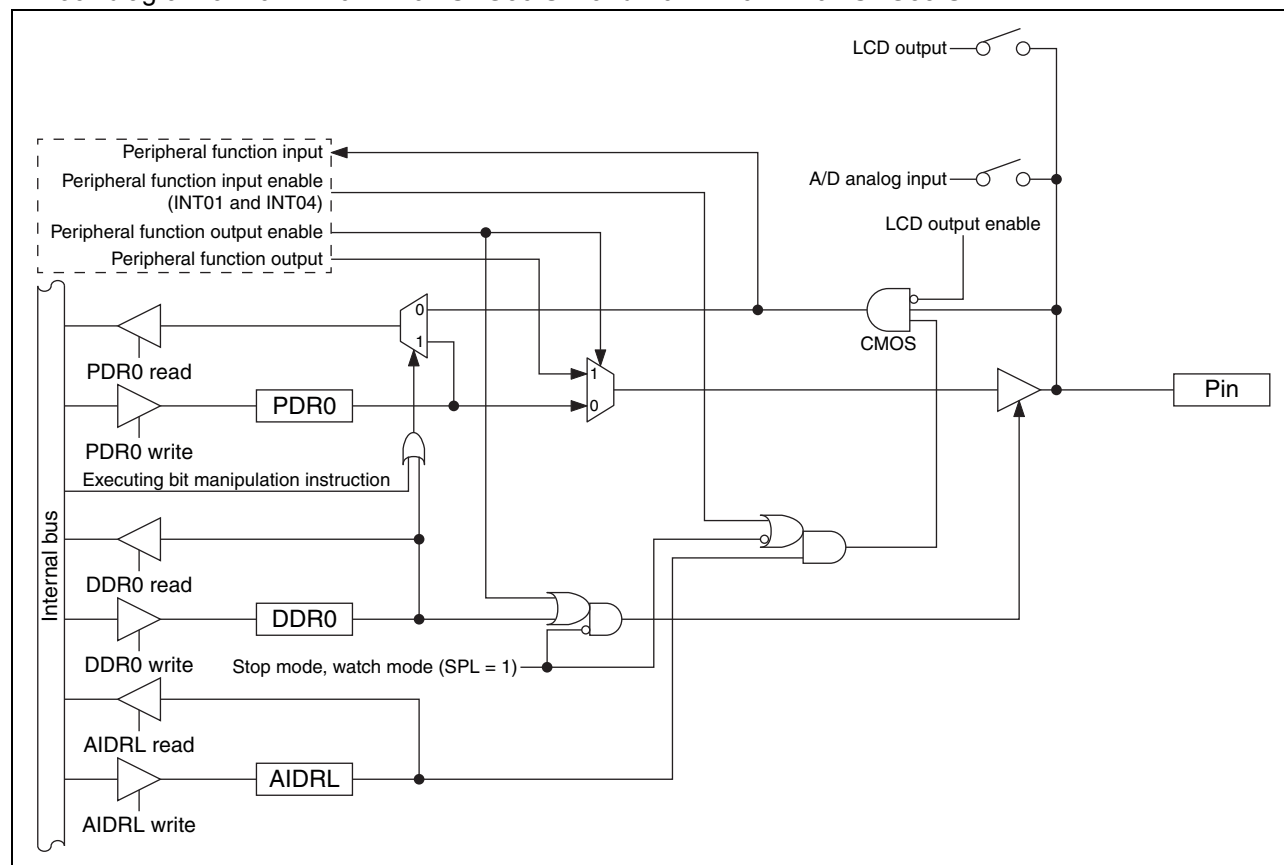 LCD output
Peripheral function input
A/D analog input
Peripheral function input enable
(INT01 and INT04)
LCD output enable
Peripheral function output enable
Peripheral function output
0
1
CMOS
PDR0 read
1
0
PDR0
Pin
PDR0 write
Executing bit manipulation instruction
Internal bus
DDR0 read
DDR0
DDR0 write
Stop mode, watch mode (SPL = 1)
AIDRL read
AIDRL
AIDRL write